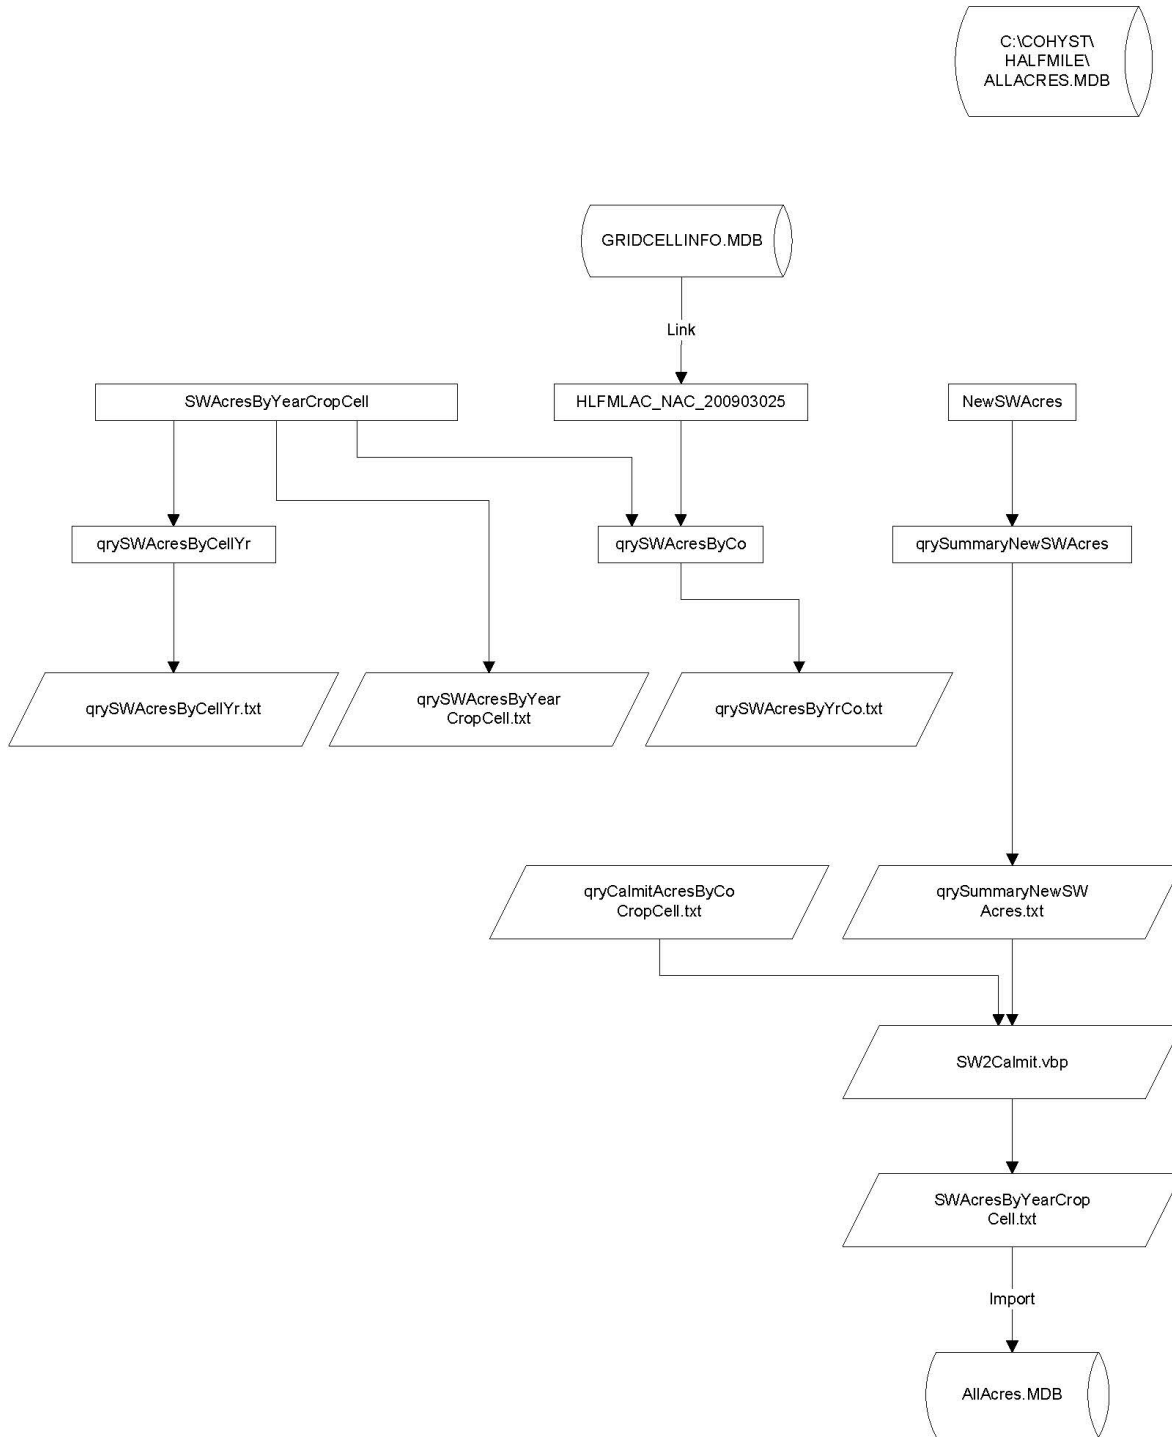 C:\COHYST\
HALFMILE\
ALLACRES.MDB
GRIDCELLINFO.MDB
Link
SWAcresByYearCropCell
HLFMLAC_NAC_200903025
NewSWAcres
qrySWAcresByCellYr
qrySWAcresByCo
qrySummaryNewSWAcres
qrySWAcresByCellYr.txt
qrySWAcresByYear
CropCell.txt
qrySWAcresByYrCo.txt
qryCalmitAcresByCo
CropCell.txt
qrySummaryNewSW
Acres.txt
SW2Calmit.vbp
SWAcresByYearCrop
Cell.txt
Import
AllAcres.MDB